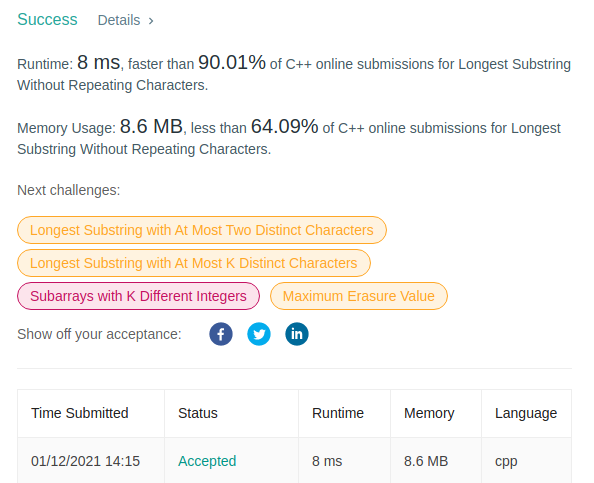 Success Details >
Runtime: 8 ms, faster than 90.01% of C++ online submissions for Longest Substring
Without Repeating Characters.
Memory Usage: 8.6 MB, less than 64.09% of C++ online submissions for Longest
Substring Without Repeating Characters.
Next challenges:
Longest Substring with At Most Two Distinct Characters
Longest Substring with At Most K Distinct Characters
Subarrays with K Different Integers Maximum Erasure Value
Show off your acceptance: f in
Time Submitted Status Runtime Memory Language
01/12/2021 14:15 Accepted 8 ms 8.6 MB cpp